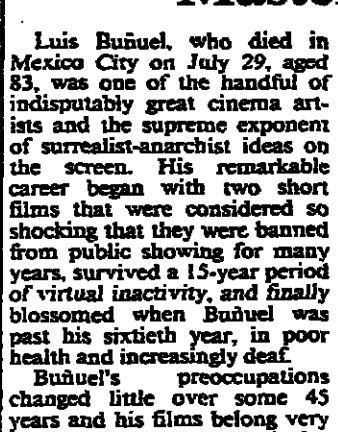 Luis Buñuel, who died in
Mexico City on July 29, aged
83, was one of the handful of
indisputably great cinema art-
ists and the supreme exponent
of surrealist-anarchist ideas on
the screen. His remarkable
career began with two short
films that were considered so
shocking that they were banned
from public showing for many
years, survived a 15-year period
of virtual inactivity, and finally
blossomed when Buñuel was
past his sixtieth year, in poor
health and increasingly deaf.
Buñuel's preoccupations
changed little over some 45
years and his films belong very